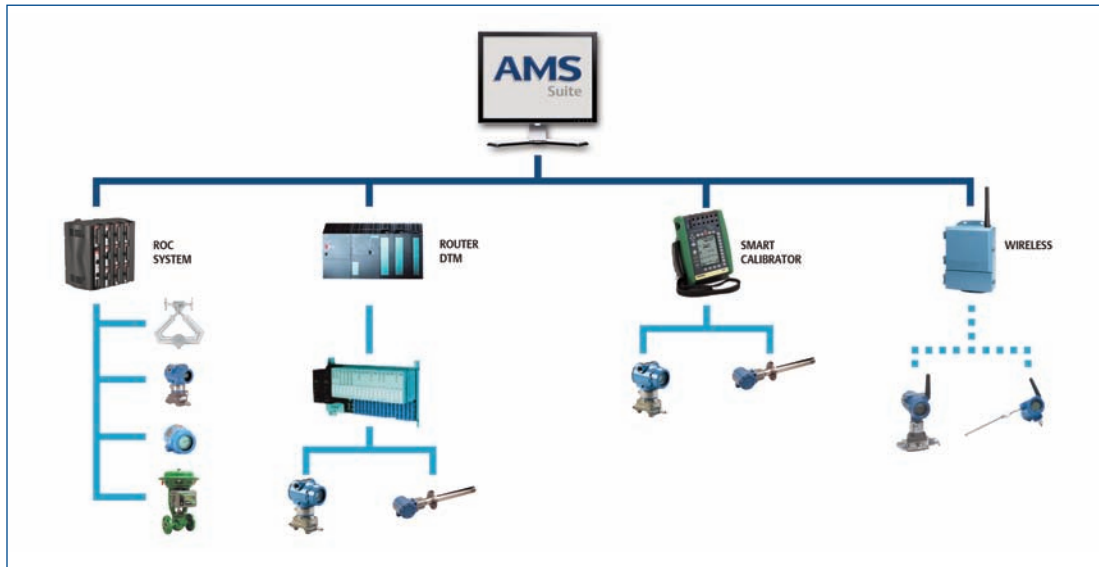 AMS
Suite
ROC
SYSTEM
ROUTER
DTM
SMART
CALIBRATOR
WIRELESS